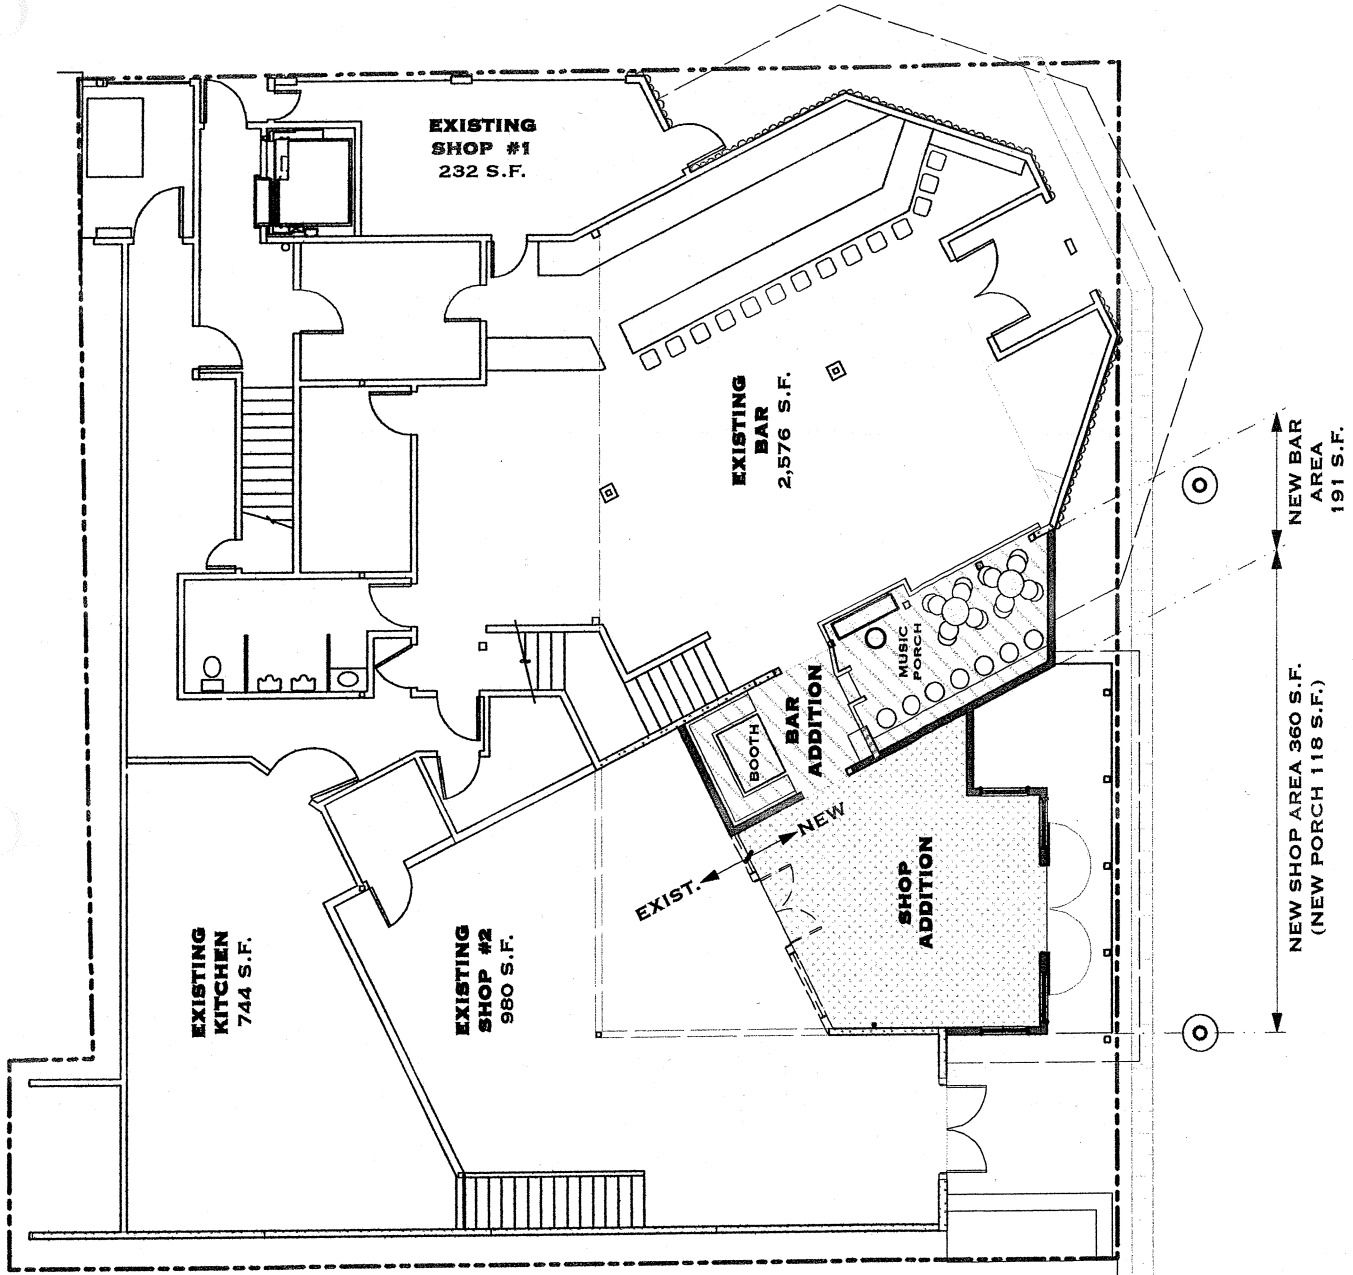 EXISTING
SHOP #1
232 S.F.
EXISTING
BAR
2,576 S.F.
NEW BAR
AREA
191 S.F.
MUSIC
PORCH
BAR
ADDITION
BOOTH
NEW
EXIST.
SHOP
ADDITION
NEW SHOP AREA 360 S.F.
(NEW PORCH 118 S.F.)
EXISTING
KITCHEN
744 S.F.
EXISTING
SHOP #2
980 S.F.